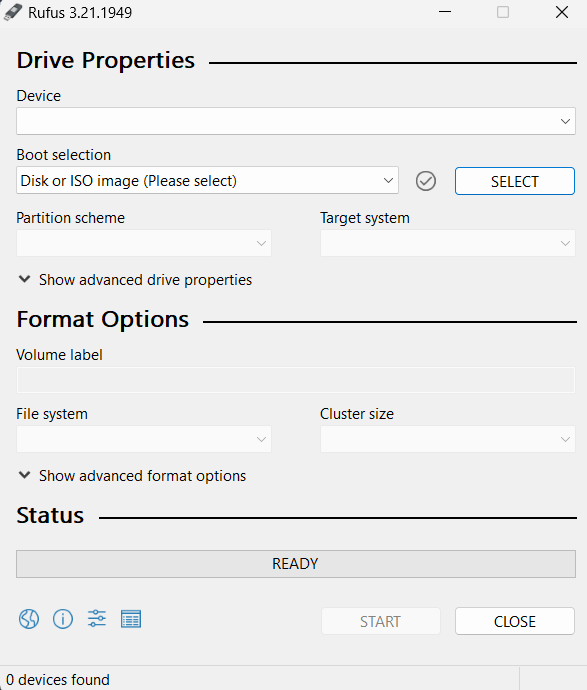 Rufus 3.21.1949
Drive Properties
Device
Boot selection
Disk or ISO image (Please select)
SELECT
Partition scheme
Target system
Show advanced drive properties
Format Options
Volume label
File system
Cluster size
Show advanced format options
Status
READY
START
CLOSE
0 devices found